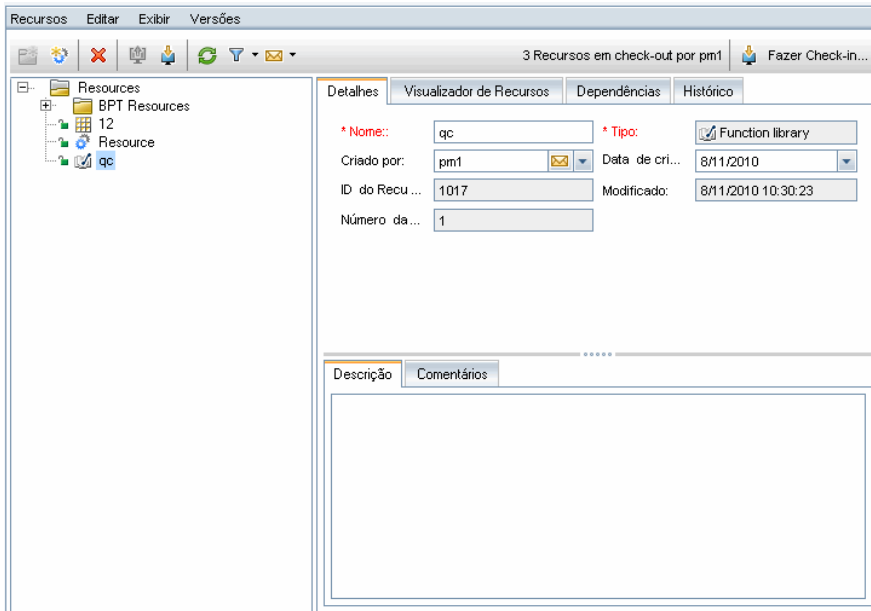 Recursos Editar Exibir Versões
3 Recursos em check-out por pm1 Fazer Check-in...
Resources
BPT Resources
12
Resource
qc
Detalhes Visualizador de Recursos Dependências Histórico
* Nome:: qc * Tipo: Function library
Criado por: pm1 Data de cri... 8/11/2010
ID do Recu ... 1017 Modificado: 8/11/2010 10:30:23
Número da... 1
Descrição Comentários